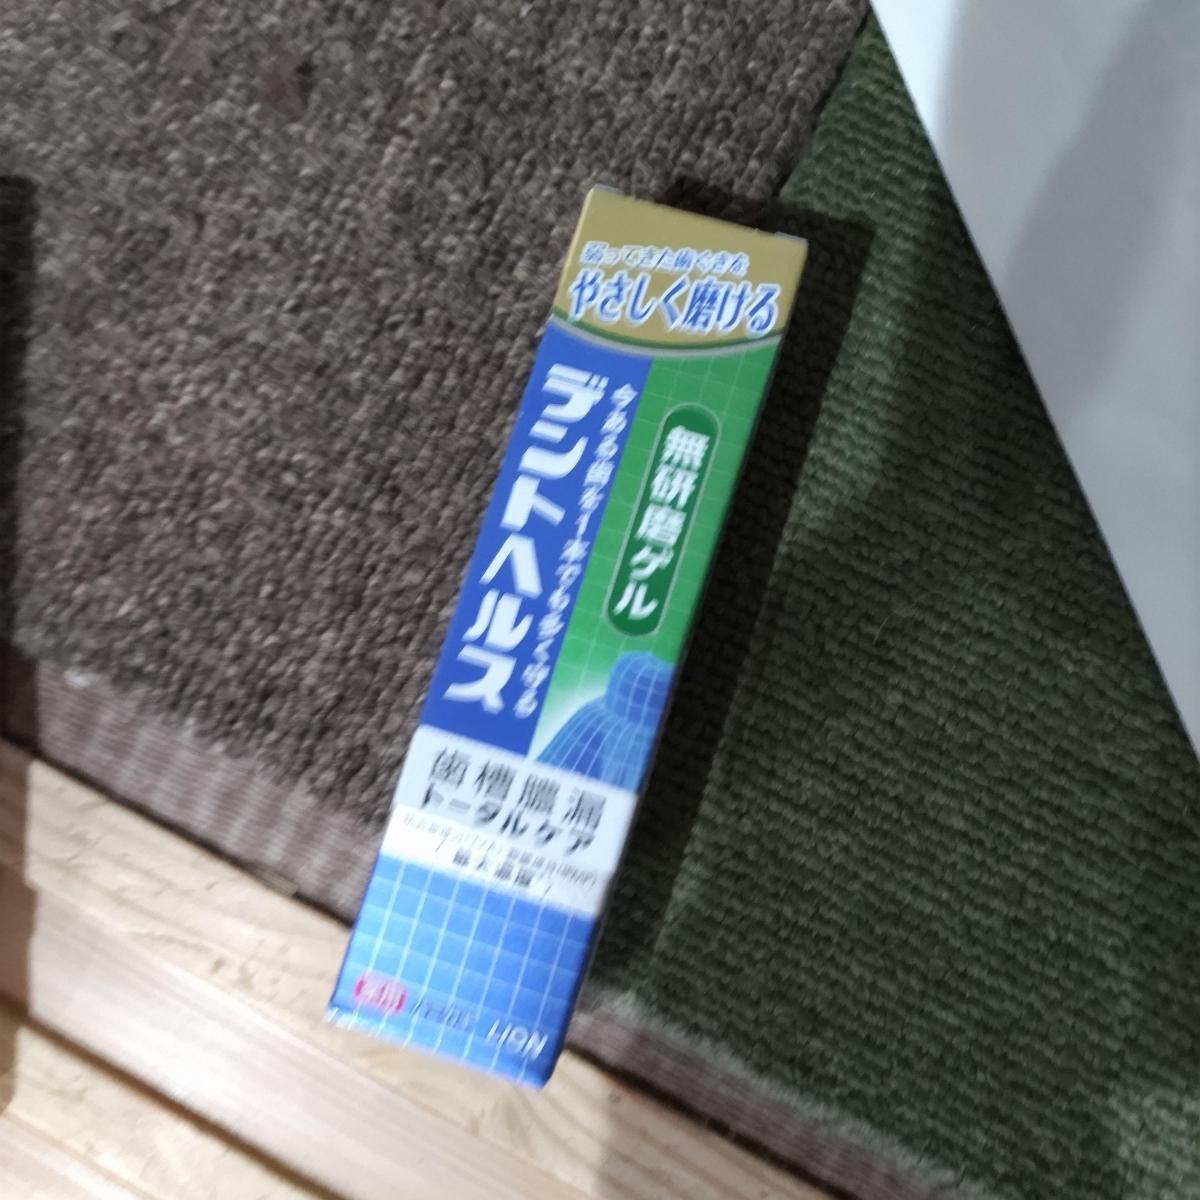 弱ってきた歯ぐきを
やさしく磨ける
無研磨ゲル
今ある歯を1本でも多くける
デントヘルス
歯槽膿漏
トータルケア
LION